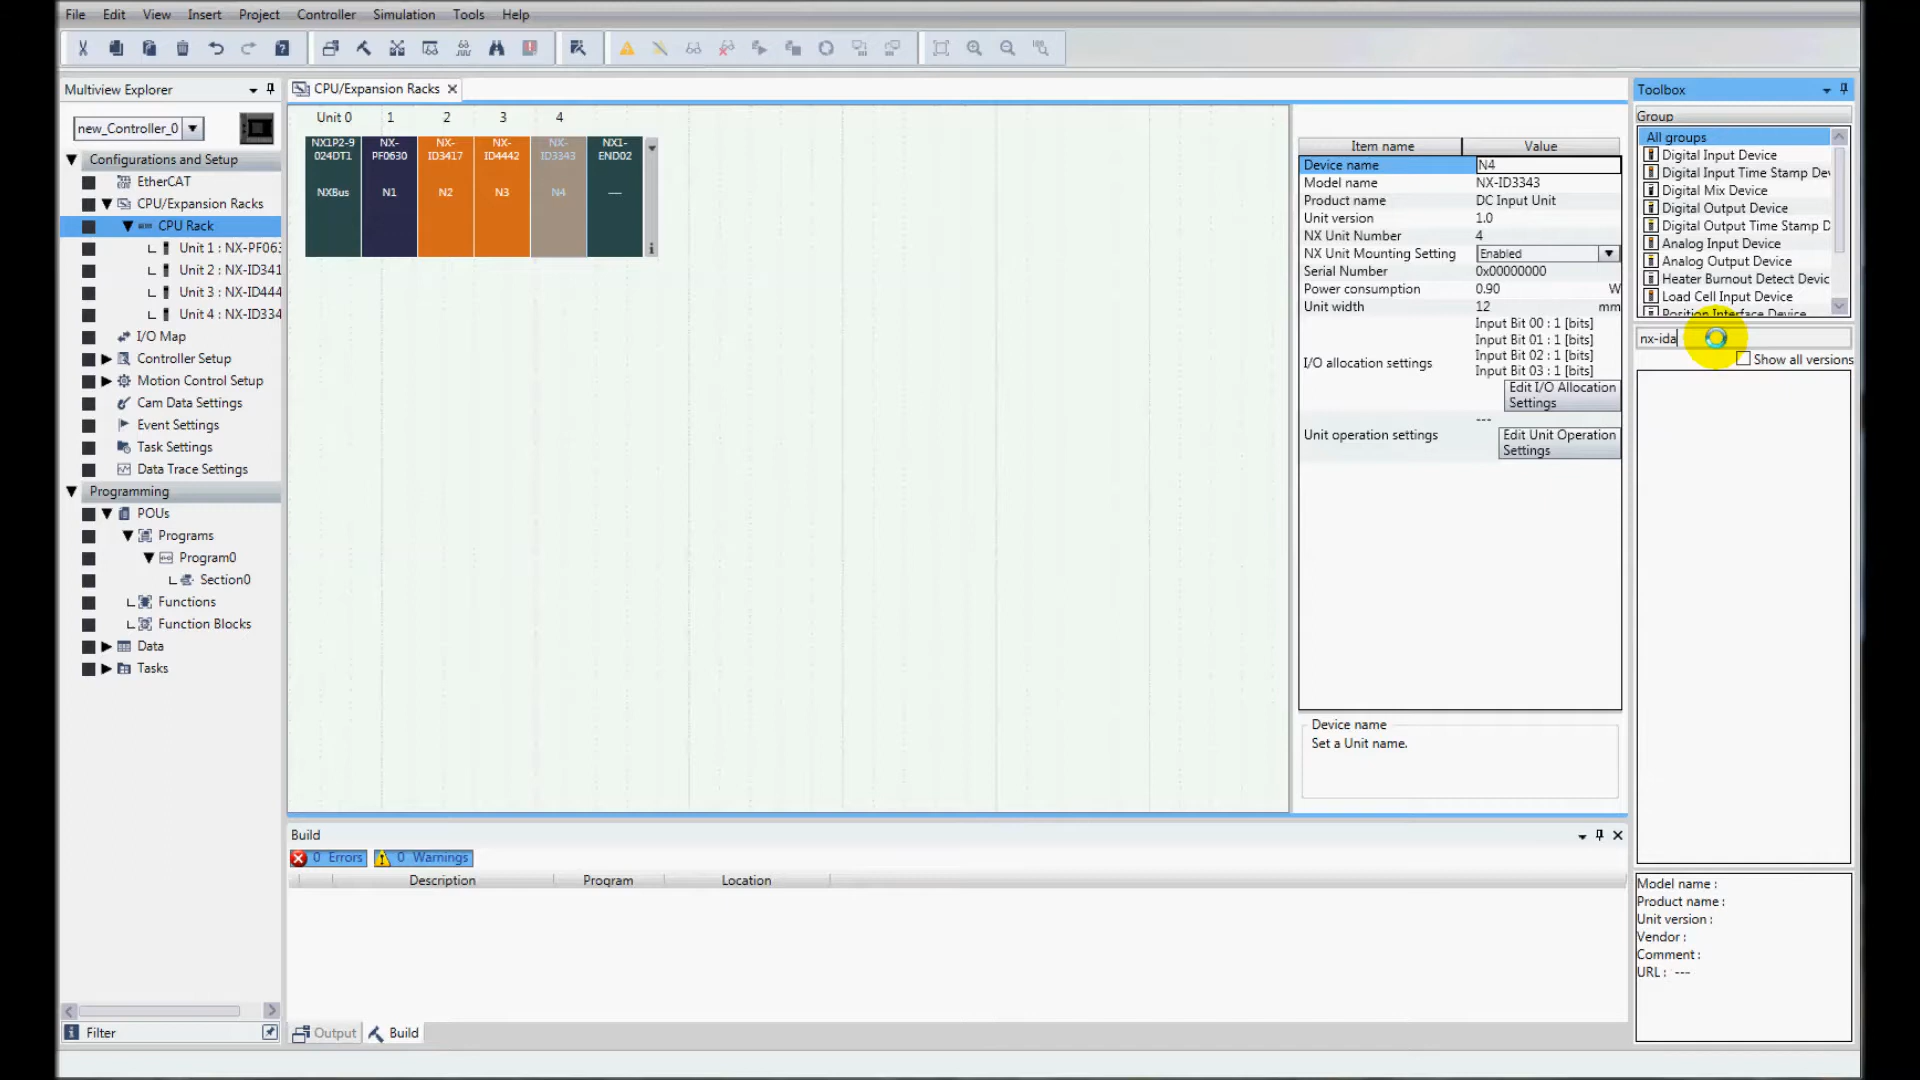 File Edit View Insert Project Controller Simulation Tools Help
Multiview Explorer
new_Controller_0
Configurations and Setup
EtherCAT
CPU/Expansion Racks
CPU Rack
Unit 1 : NX-PF063
Unit 2 : NX-ID341
Unit 3 : NX-ID444
Unit 4 : NX-ID334
I/O Map
Controller Setup
Motion Control Setup
Cam Data Settings
Event Settings
Task Settings
Data Trace Settings
Programming
POUs
Programs
Program0
Section0
Functions
Function Blocks
Data
Tasks
Filter
CPU/Expansion Racks
Unit 0 1 2 3 4
NX1P2-9 NX- NX- NX- NX- NX1-
024DT1 PF0630 ID3417 ID4442 ID3343 END02
NXBus N1 N2 N3 N4 ---
Item name Value
Device name N4
Model name NX-ID3343
Product name DC Input Unit
Unit version 1.0
NX Unit Number 4
NX Unit Mounting Setting Enabled
Serial Number 0x00000000
Power consumption 0.90 W
Unit width 12 mm
I/O allocation settings
Input Bit 00 : 1 [bits]
Input Bit 01 : 1 [bits]
Input Bit 02 : 1 [bits]
Input Bit 03 : 1 [bits]
Edit I/O Allocation
Settings
Unit operation settings
---
Edit Unit Operation
Settings
Device name
Set a Unit name.
Build
0 Errors 0 Warnings
Description Program Location
Output Build
Toolbox
Group
All groups
Digital Input Device
Digital Input Time Stamp Dev
Digital Mix Device
Digital Output Device
Digital Output Time Stamp D
Analog Input Device
Analog Output Device
Heater Burnout Detect Devic
Load Cell Input Device
Position Interface Device
nx-ida
Show all versions
Model name :
Product name :
Unit version :
Vendor :
Comment :
URL : ---